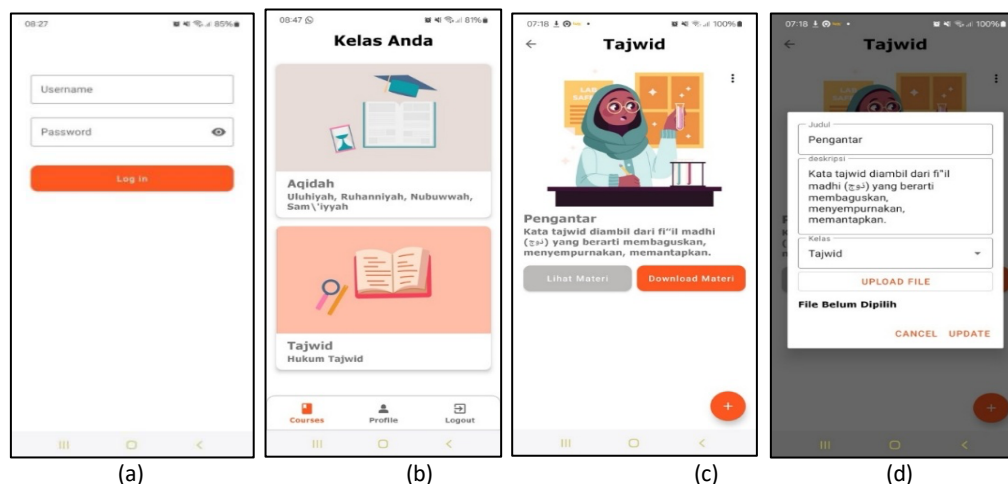 08:27
85%
Username
Password
Log in
(a)
08:47
81%
Kelas Anda
Aqidah
Uluhiyah, Ruhanniyah, Nubuwwah,
Sam\'iyyah
Tajwid
Hukum Tajwid
Courses
Profile
Logout
(b)
07:18
100%
Tajwid
LAB
Pengantar
Kata tajwid diambil dari fi"il madhi
yang berarti membaguskan,
menyempurnakan, memantapkan.
Lihat Materi
Download Materi
(c)
07:18
100%
Tajwid
Judul
Pengantar
deskripsi
Kata tajwid diambil dari fi"il
madhi
yang berarti
membaguskan,
menyempurnakan,
memantapkan.
Kelas
Tajwid
UPLOAD FILE
File Belum Dipilih
CANCEL
UPDATE
(d)